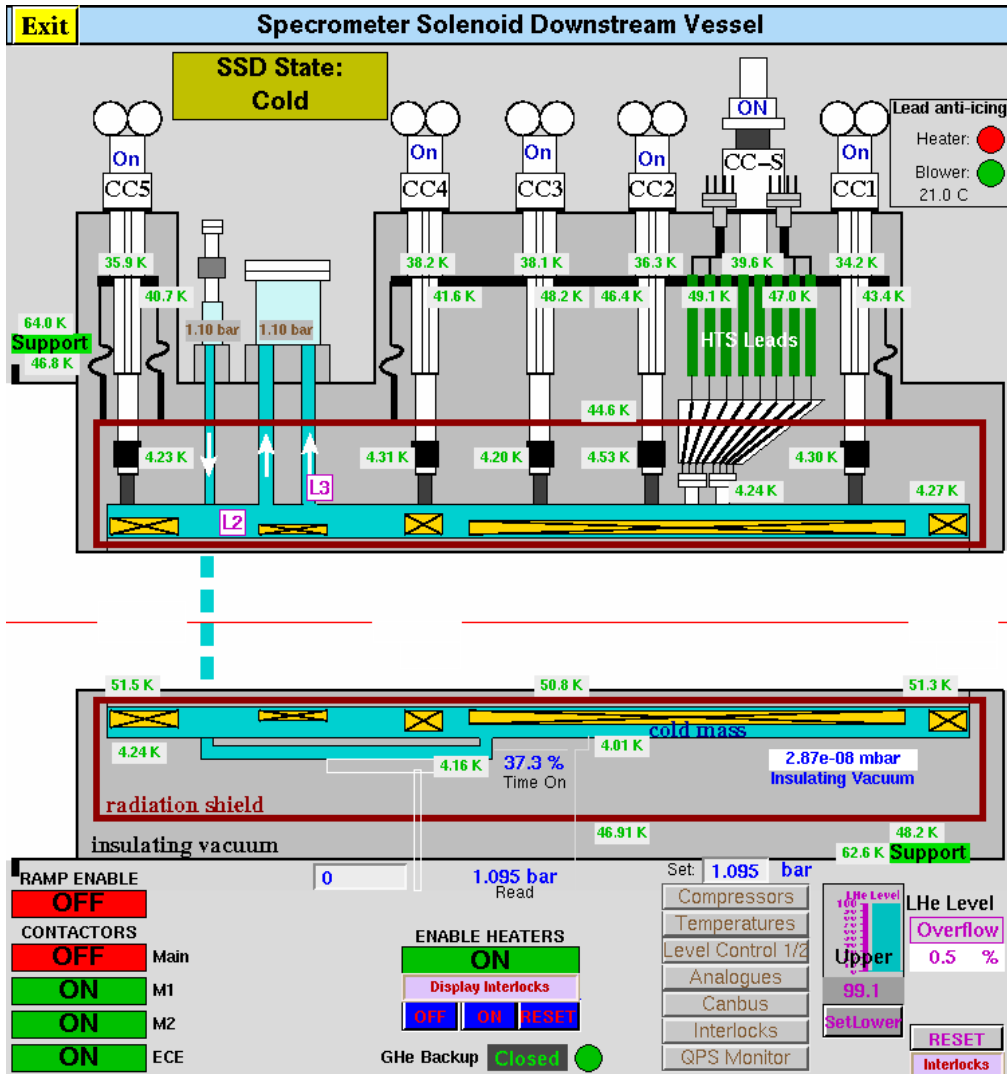 Exit
Specrometer Solenoid Downstream Vessel
SSD State:
Cold
ON
Lead anti-icing
Heater:
Blower:
21.0 C
On
On
On
On
On
CC5
CC4
CC3
CC2
CC-S
CC1
35.9 K
38.2 K
38.1 K
36.3 K
39.6 K
34.2 K
40.7 K
41.6 K
48.2 K
46.4 K
49.1 K
47.0 K
43.4 K
64.0 K
Support
46.8 K
1.10 bar
1.10 bar
HTS Leads
44.6 K
4.23 K
4.31 K
4.20 K
4.53 K
4.30 K
4.24 K
4.27 K
L3
L2
51.5 K
50.8 K
51.3 K
cold mass
4.24 K
4.16 K
4.01 K
37.3 %
Time On
2.87e-08 mbar
Insulating Vacuum
radiation shield
46.91 K
48.2 K
insulating vacuum
62.6 K
Support
RAMP ENABLE
OFF
CONTACTORS
OFF Main
ON M1
ON M2
ON ECE
0
1.095 bar
Read
Set: 1.095 bar
ENABLE HEATERS
ON
Display Interlocks
OFF ON RESET
GHe Backup Closed
Compressors
Temperatures
Level Control 1/2
Analogues
Canbus
Interlocks
QPS Monitor
LHe Level
100
Upper
99.1
SetLower
LHe Level
Overflow
0.5 %
RESET
Interlocks